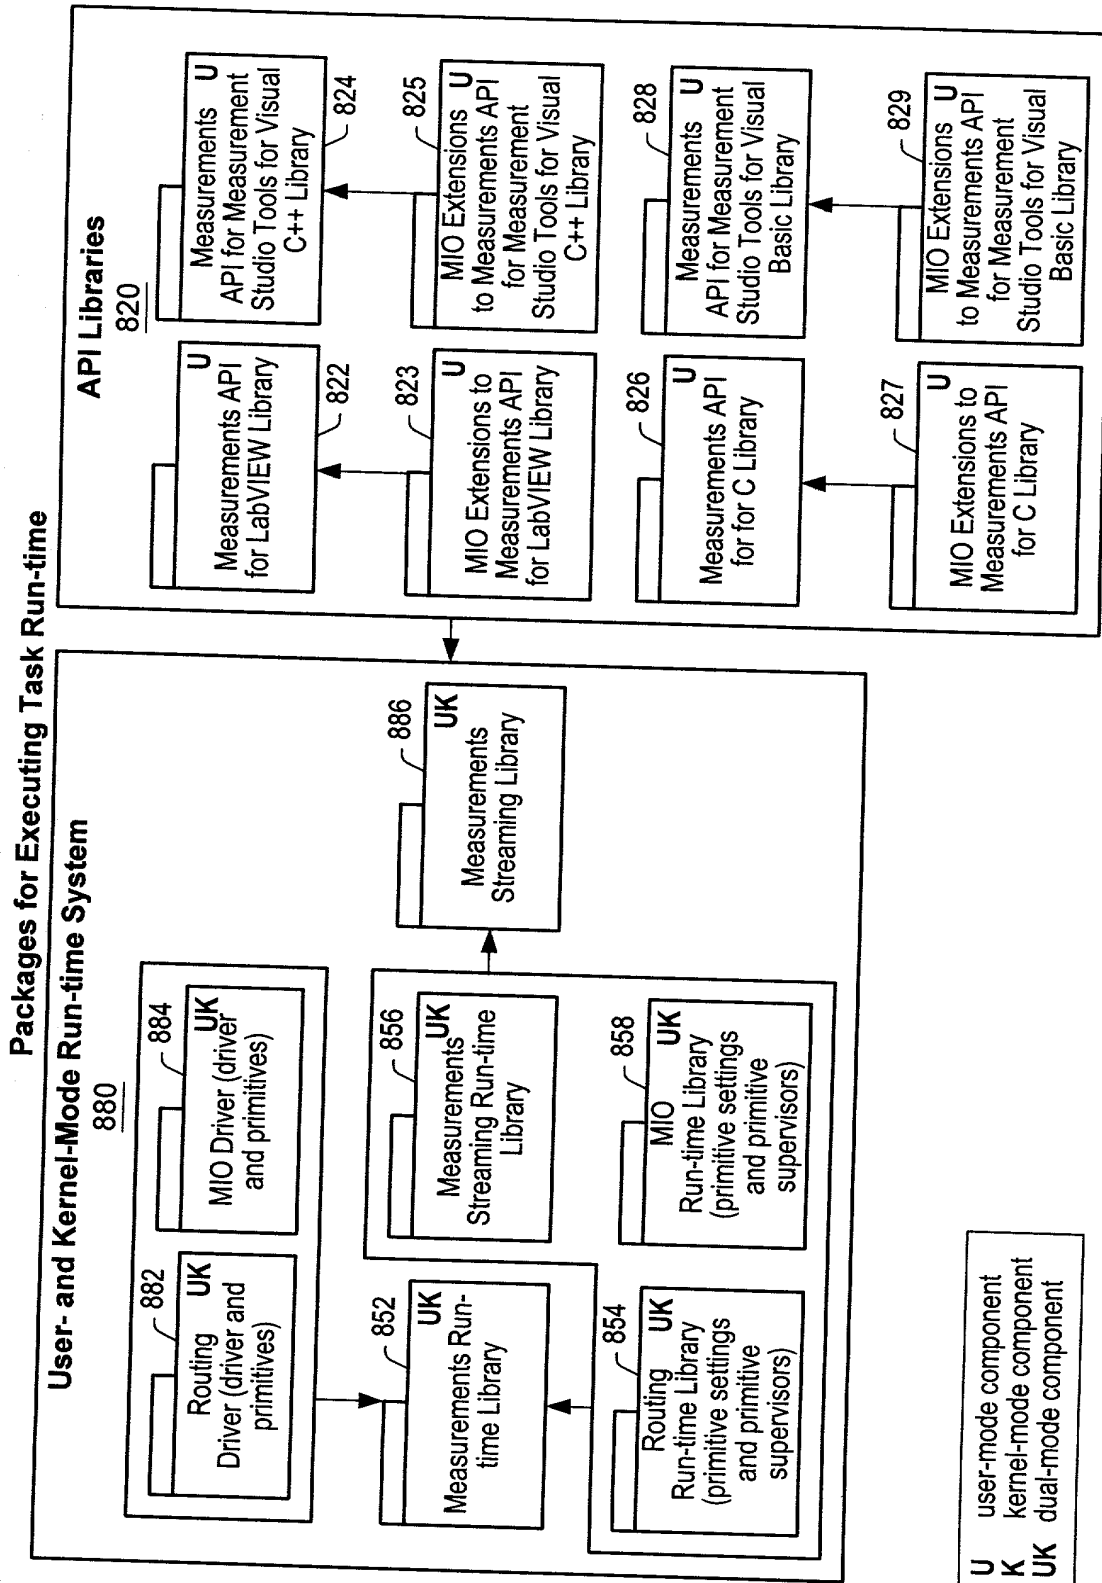 Packages for Executing Task Run-time
User- and Kernel-Mode Run-time System
880
882
Routing UK
Driver (driver and
primitives)
884
UK
MIO Driver (driver
and primitives)
852
UK
Measurements Run-
time Library
856
UK
Measurements
Streaming Run-time
Library
886
UK
Measurements
Streaming Library
854
Routing UK
Run-time Library
(primitive settings
and primitive
supervisors)
858
MIO UK
Run-time Library
(primitive settings
and primitive
supervisors)
API Libraries
820
U
Measurements API
for LabVIEW Library
822
Measurements U
API for Measurement
Studio Tools for Visual
C++ Library
824
823
U
MIO Extensions to
Measurements API
for LabVIEW Library
825
MIO Extensions U
to Measurements API
for Measurement
Studio Tools for Visual
C++ Library
826
U
Measurements API
for for C Library
828
Measurements U
API for Measurement
Studio Tools for Visual
Basic Library
827
U
MIO Extensions to
Measurements API
for C Library
829
MIO Extensions U
to Measurements API
for Measurement
Studio Tools for Visual
Basic Library
U user-mode component
K kernel-mode component
UK dual-mode component